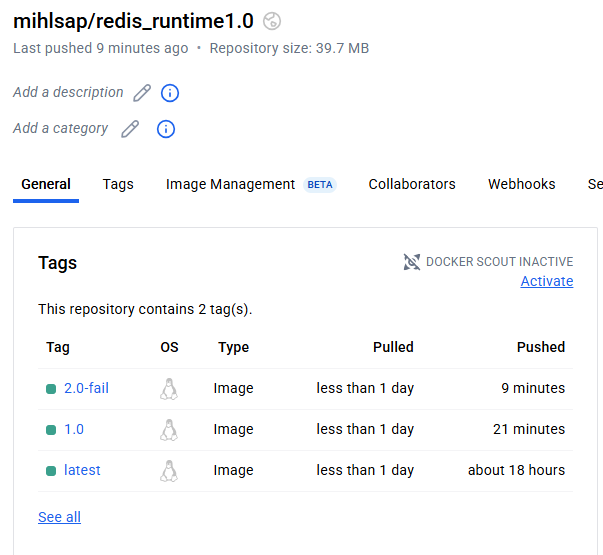 mihlsap/redis_runtime1.0
Last pushed 9 minutes ago • Repository size: 39.7 MB
Add a description
Add a category
General Tags Image Management BETA Collaborators Webhooks Se
Tags
DOCKER SCOUT INACTIVE
Activate
This repository contains 2 tag(s).
Tag OS Type Pulled Pushed
2.0-fail Image less than 1 day 9 minutes
1.0 Image less than 1 day 21 minutes
latest Image less than 1 day about 18 hours
See all